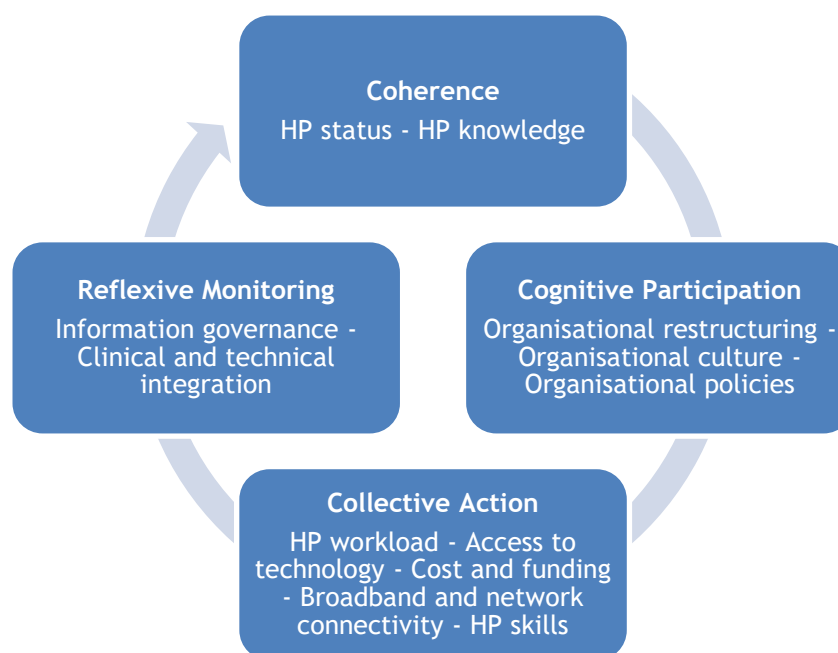 Coherence
HP status - HP knowledge
Reflexive Monitoring
Information governance -
Clinical and technical
integration
Cognitive Participation
Organisational restructuring -
Organisational culture -
Organisational policies
Collective Action
HP workload - Access to
technology - Cost and funding
- Broadband and network
connectivity - HP skills